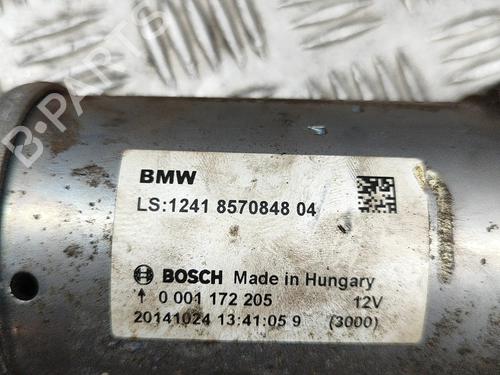 B-PARTS
BMW
LS:1241 8570848 04
BOSCH Made in Hungary
0 001 172 205 12V
20141024 13:41:05 9 (3000)